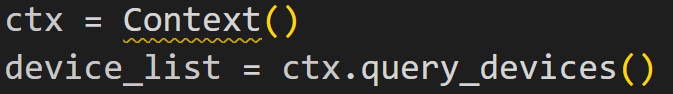 ctx = Context()
device_list = ctx.query_devices()